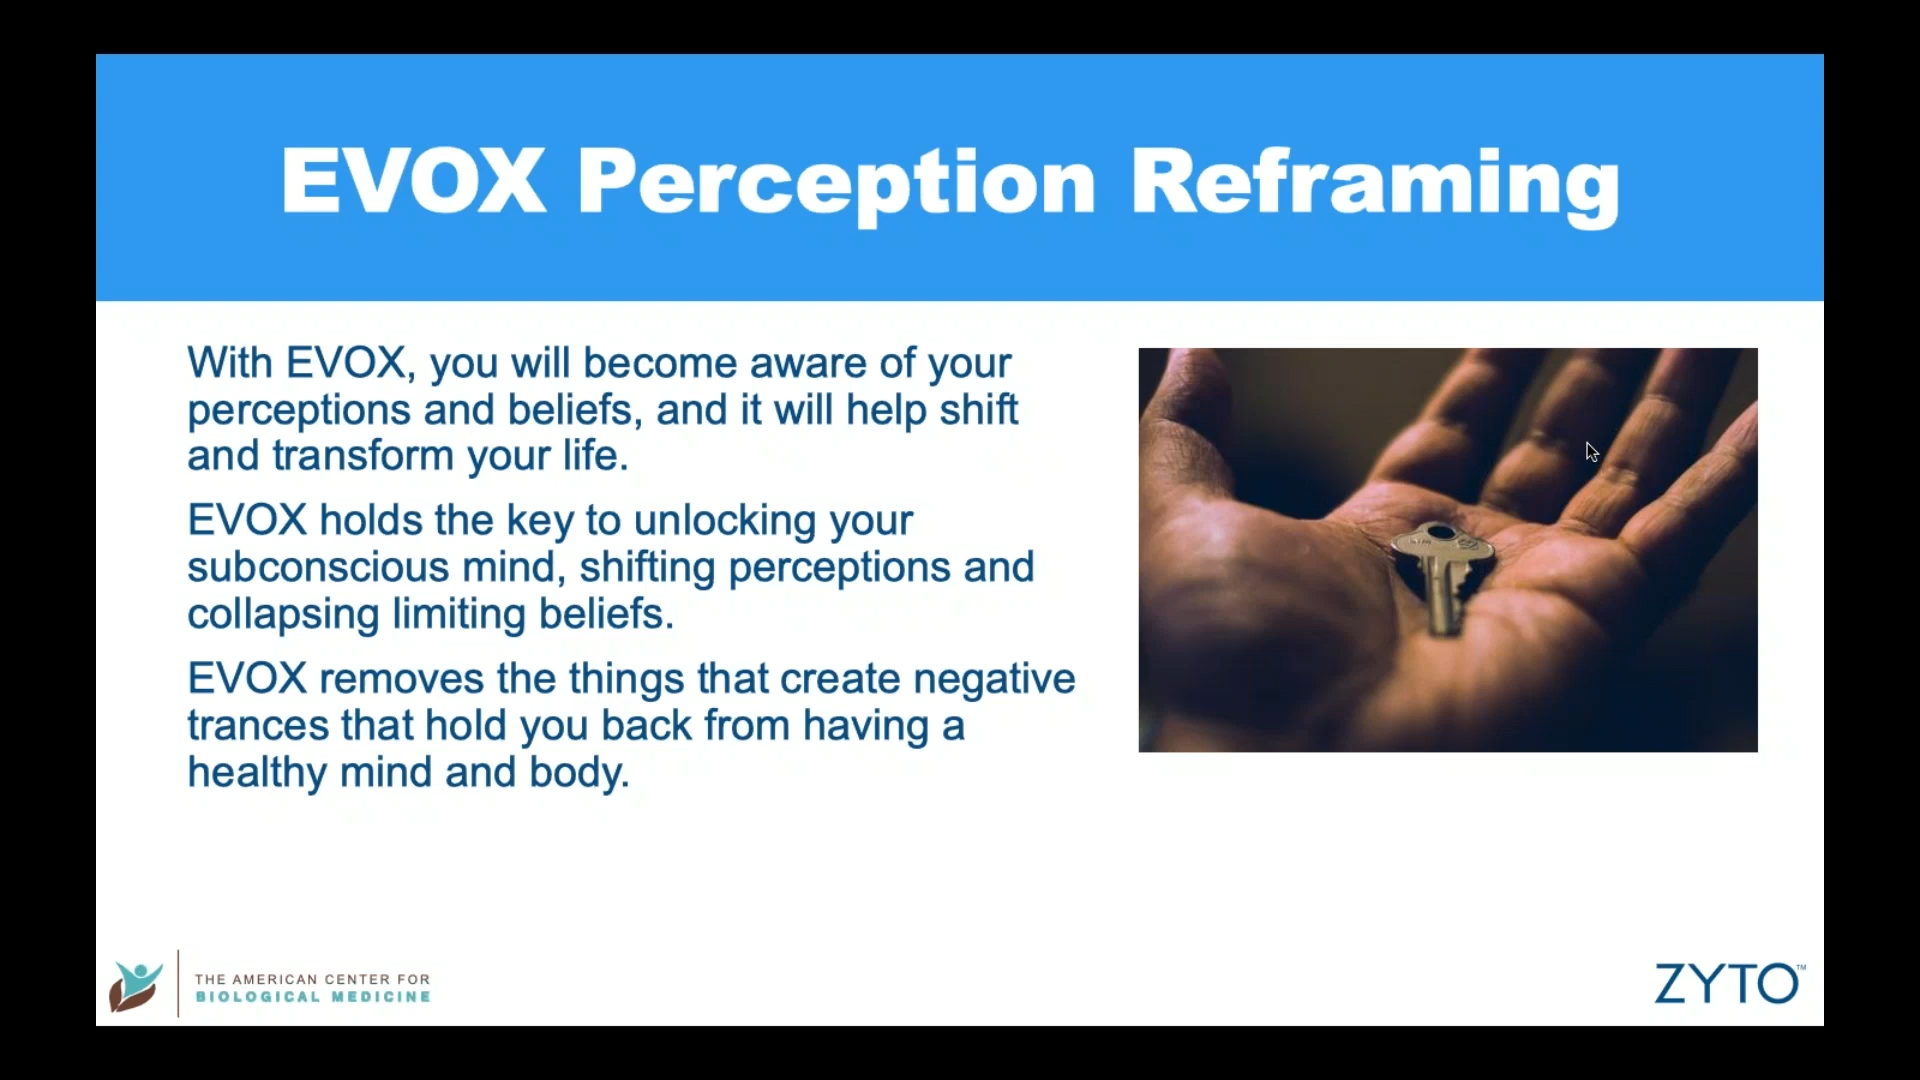 EVOX Perception Reframing
With EVOX, you will become aware of your
perceptions and beliefs, and it will help shift
and transform your life.
EVOX holds the key to unlocking your
subconscious mind, shifting perceptions and
collapsing limiting beliefs.
EVOX removes the things that create negative
trances that hold you back from having a
healthy mind and body.
THE AMERICAN CENTER FOR
BIOLOGICAL MEDICINE
ZYTO™